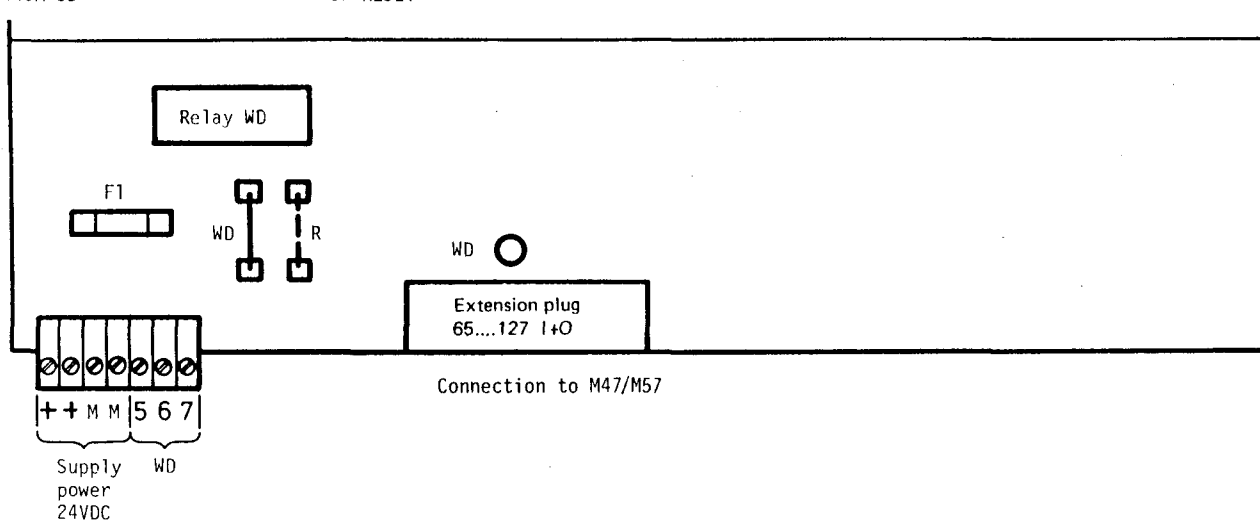 Relay WD
F1
WD
R
WD
Extension plug
65....127 I+O
Connection to M47/M57
+ + M M 5 6 7
Supply WD
power
24VDC